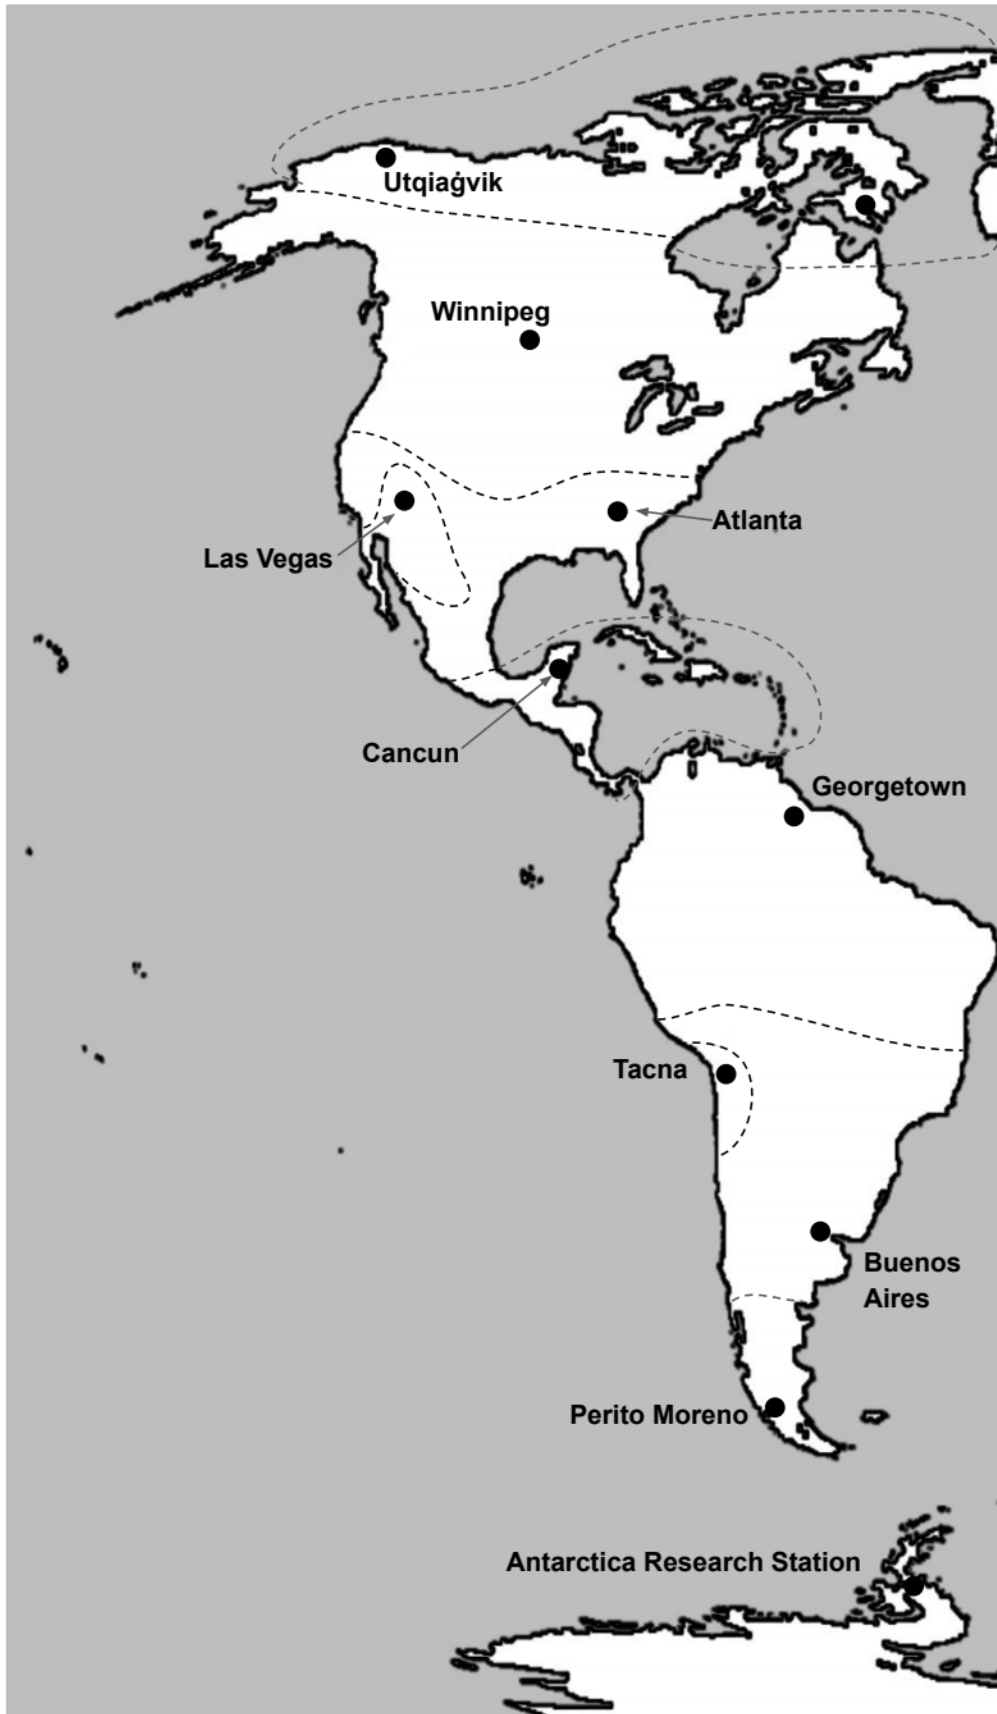 Utqiaġvik
Winnipeg
Atlanta
Las Vegas
Cancun
Georgetown
Tacna
Buenos
Aires
Perito Moreno
Antarctica Research Station